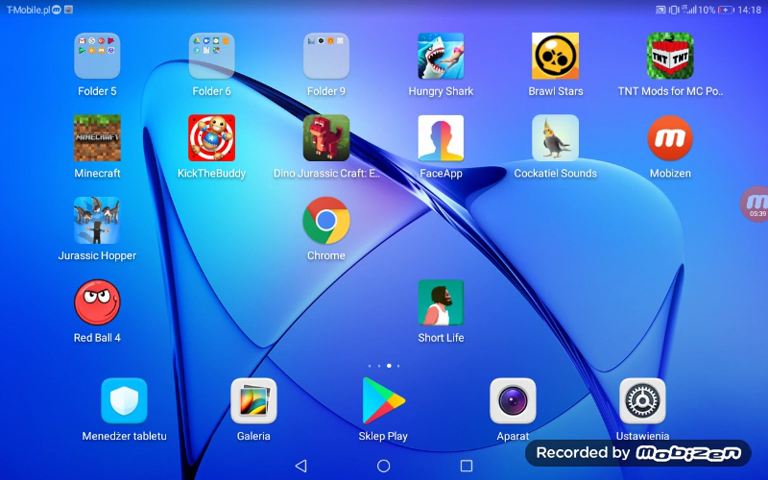 T-Mobile.pl
10% 14:18
Folder 5
Folder 6
Folder 9
Hungry Shark
Brawl Stars
TNT Mods for MC Po..
Minecraft
KickTheBuddy
Dino Jurassic Craft: E..
FaceApp
Cockatiel Sounds
Mobizen
Jurassic Hopper
Chrome
05:39
Red Ball 4
Short Life
Menedżer tabletu
Galeria
Sklep Play
Aparat
Ustawienia
Recorded by Mobizen
TNT TNT
MINECRAFT